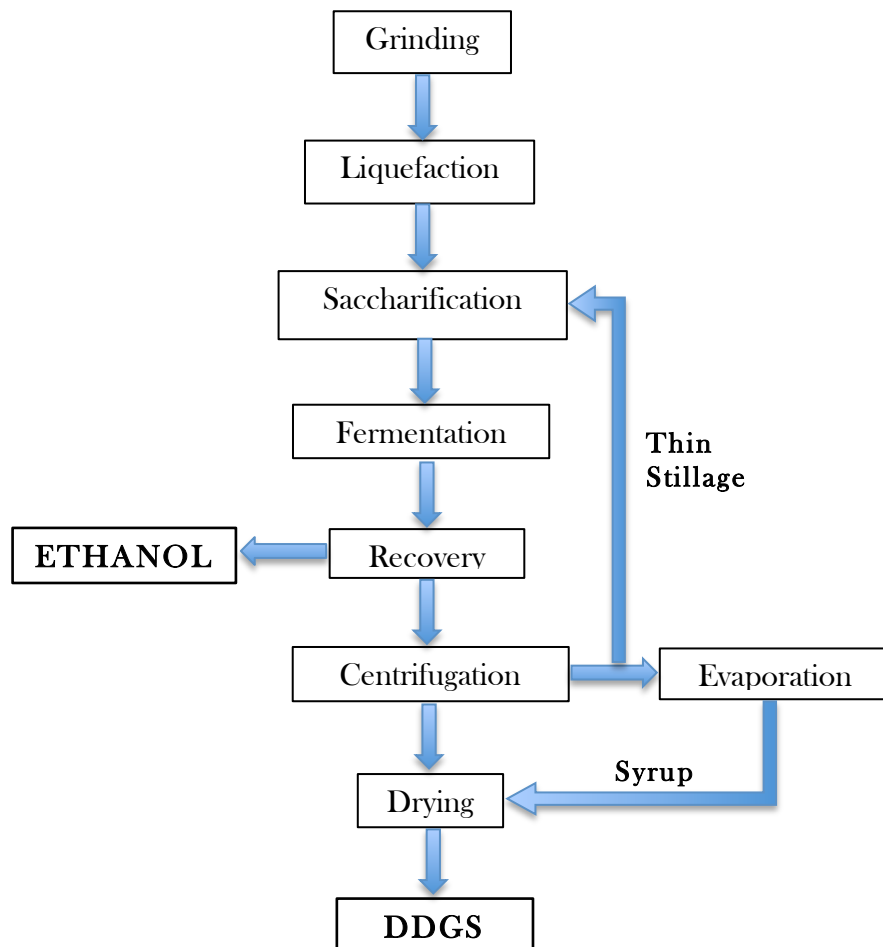 Grinding
Liquefaction
Saccharification
Fermentation
Thin
Stillage
ETHANOL
Recovery
Centrifugation
Evaporation
Syrup
Drying
DDGS